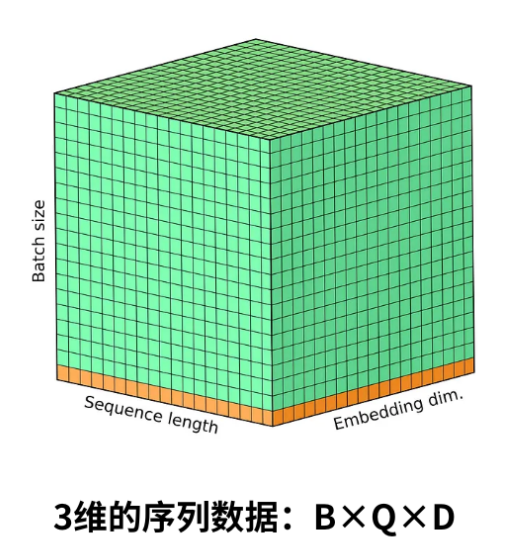 Batch size
Sequence length
Embedding dim.
3维的序列数据：B×Q×D